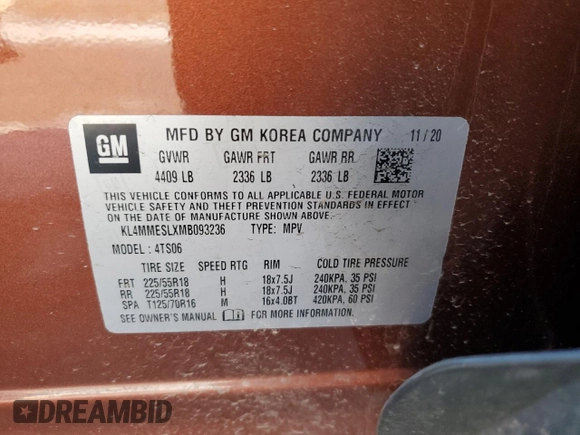 GM
MFD BY GM KOREA COMPANY 11/20
GVWR GAWR FRT GAWR RR
4409 LB 2336 LB 2336 LB
THIS VEHICLE CONFORMS TO ALL APPLICABLE U.S. FEDERAL MOTOR
VEHICLE SAFETY AND THEFT PREVENTION STANDARDS IN EFFECT
ON THE DATE OF MANUFACTURE SHOWN ABOVE.
KL4MMESLXMB093236 TYPE: MPV
MODEL: 4TS06
TIRE SIZE SPEED RTG RIM COLD TIRE PRESSURE
FRT 225/55R18 H 18x7.5J 240KPA, 35 PSI
RR 225/55R18 H 18x7.5J 240KPA, 35 PSI
SPA T125/70R16 M 16x4.0BT 420KPA, 60 PSI
SEE OWNER'S MANUAL FOR MORE INFORMATION.
DREAMBID